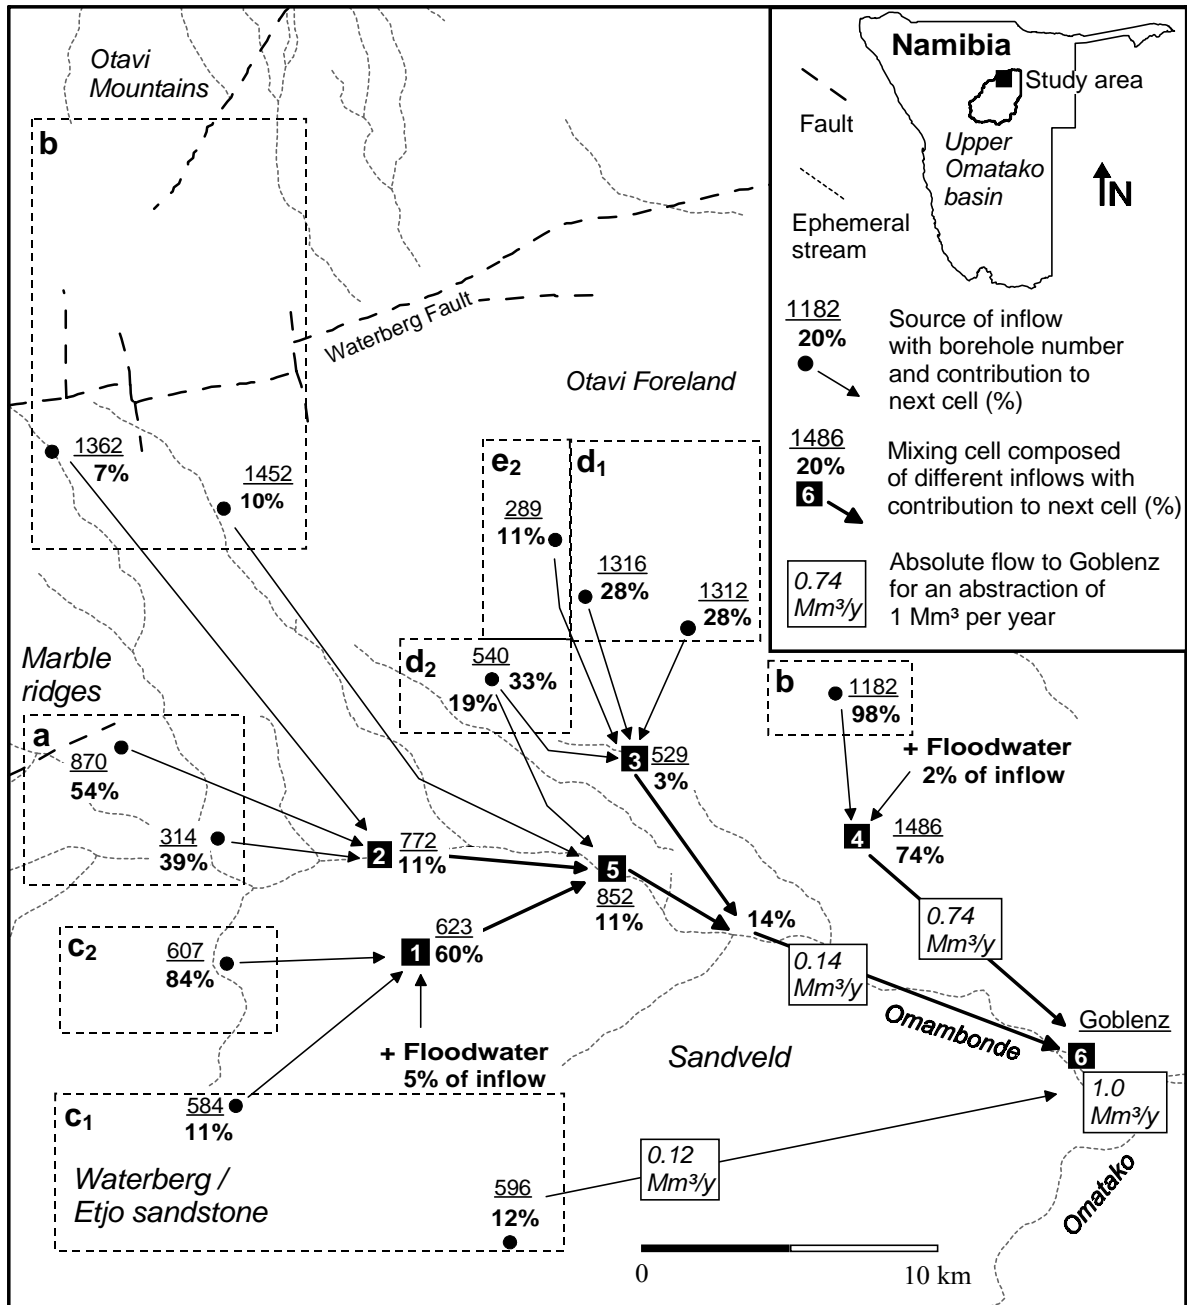 Otavi
Mountains
b
Waterberg Fault
Otavi Foreland
1362
7%
1452
10%
e2
d1
289
11%
1316
28%
1312
28%
Marble
ridges
d2
540
33%
19%
b
1182
98%
+ Floodwater
2% of inflow
a
870
54%
314
39%
3
529
3%
2
772
11%
5
852
11%
4
1486
74%
14%
0.74
Mm³/y
0.14
Mm³/y
c2
607
84%
1
623
60%
+ Floodwater
5% of inflow
Sandveld
Omambonde
Goblenz
6
1.0
Mm³/y
c1
584
11%
Waterberg /
Etjo sandstone
596
12%
0.12
Mm³/y
Omatako
0
10 km
Namibia
Study area
Upper
Omatako
basin
N
Fault
Ephemeral
stream
1182
20%
Source of inflow
with borehole number
and contribution to
next cell (%)
1486
20%
6
Mixing cell composed
of different inflows with
contribution to next cell (%)
0.74
Mm³/y
Absolute flow to Goblenz
for an abstraction of
1 Mm³ per year